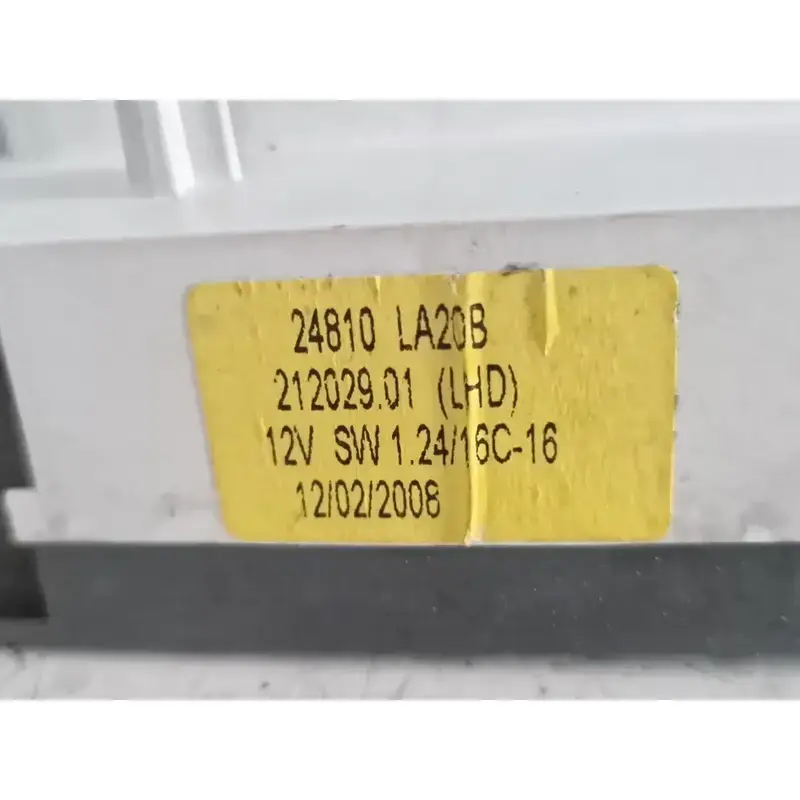 24810 LA20B
212029.01 (LHD)
12V SW 1.24/16C-16
12/02/2008